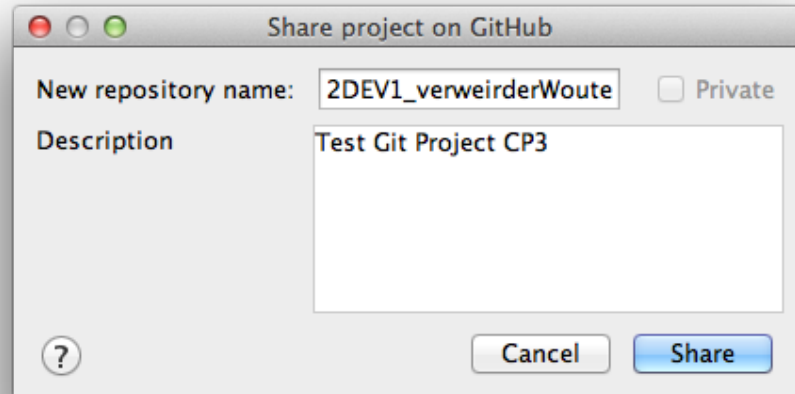 Share project on GitHub
New repository name: 2DEV1_verweirderWoute Private
Description Test Git Project CP3
? Cancel Share